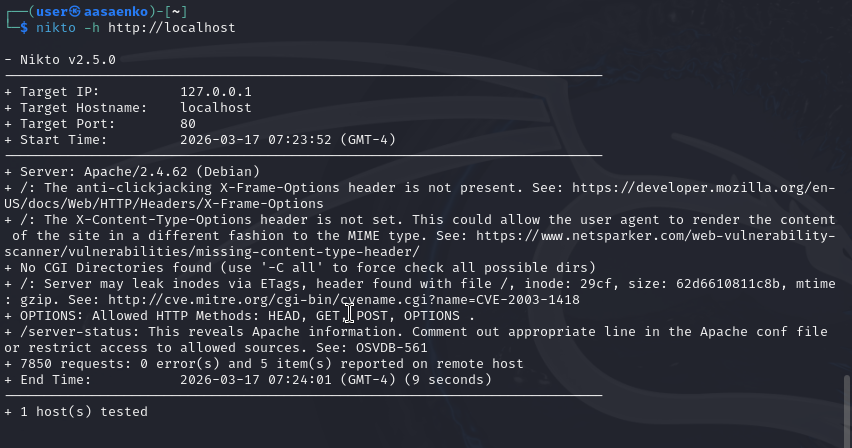 ┌──(user㉿aasaenko)-[~]
└─$ nikto -h http://localhost
- Nikto v2.5.0
+ Target IP:          127.0.0.1
+ Target Hostname:    localhost
+ Target Port:        80
+ Start Time:         2026-03-17 07:23:52 (GMT-4)
+ Server: Apache/2.4.62 (Debian)
+ /: The anti-clickjacking X-Frame-Options header is not present. See: https://developer.mozilla.org/en-
US/docs/Web/HTTP/Headers/X-Frame-Options
+ /: The X-Content-Type-Options header is not set. This could allow the user agent to render the content
 of the site in a different fashion to the MIME type. See: https://www.netsparker.com/web-vulnerability-
scanner/vulnerabilities/missing-content-type-header/
+ No CGI Directories found (use '-C all' to force check all possible dirs)
+ /: Server may leak inodes via ETags, header found with file /, inode: 29cf, size: 62d6610811c8b, mtime
: gzip. See: http://cve.mitre.org/cgi-bin/cvename.cgi?name=CVE-2003-1418
+ OPTIONS: Allowed HTTP Methods: HEAD, GET, POST, OPTIONS .
+ /server-status: This reveals Apache information. Comment out appropriate line in the Apache conf file
or restrict access to allowed sources. See: OSVDB-561
+ 7850 requests: 0 error(s) and 5 item(s) reported on remote host
+ End Time:           2026-03-17 07:24:01 (GMT-4) (9 seconds)
+ 1 host(s) tested